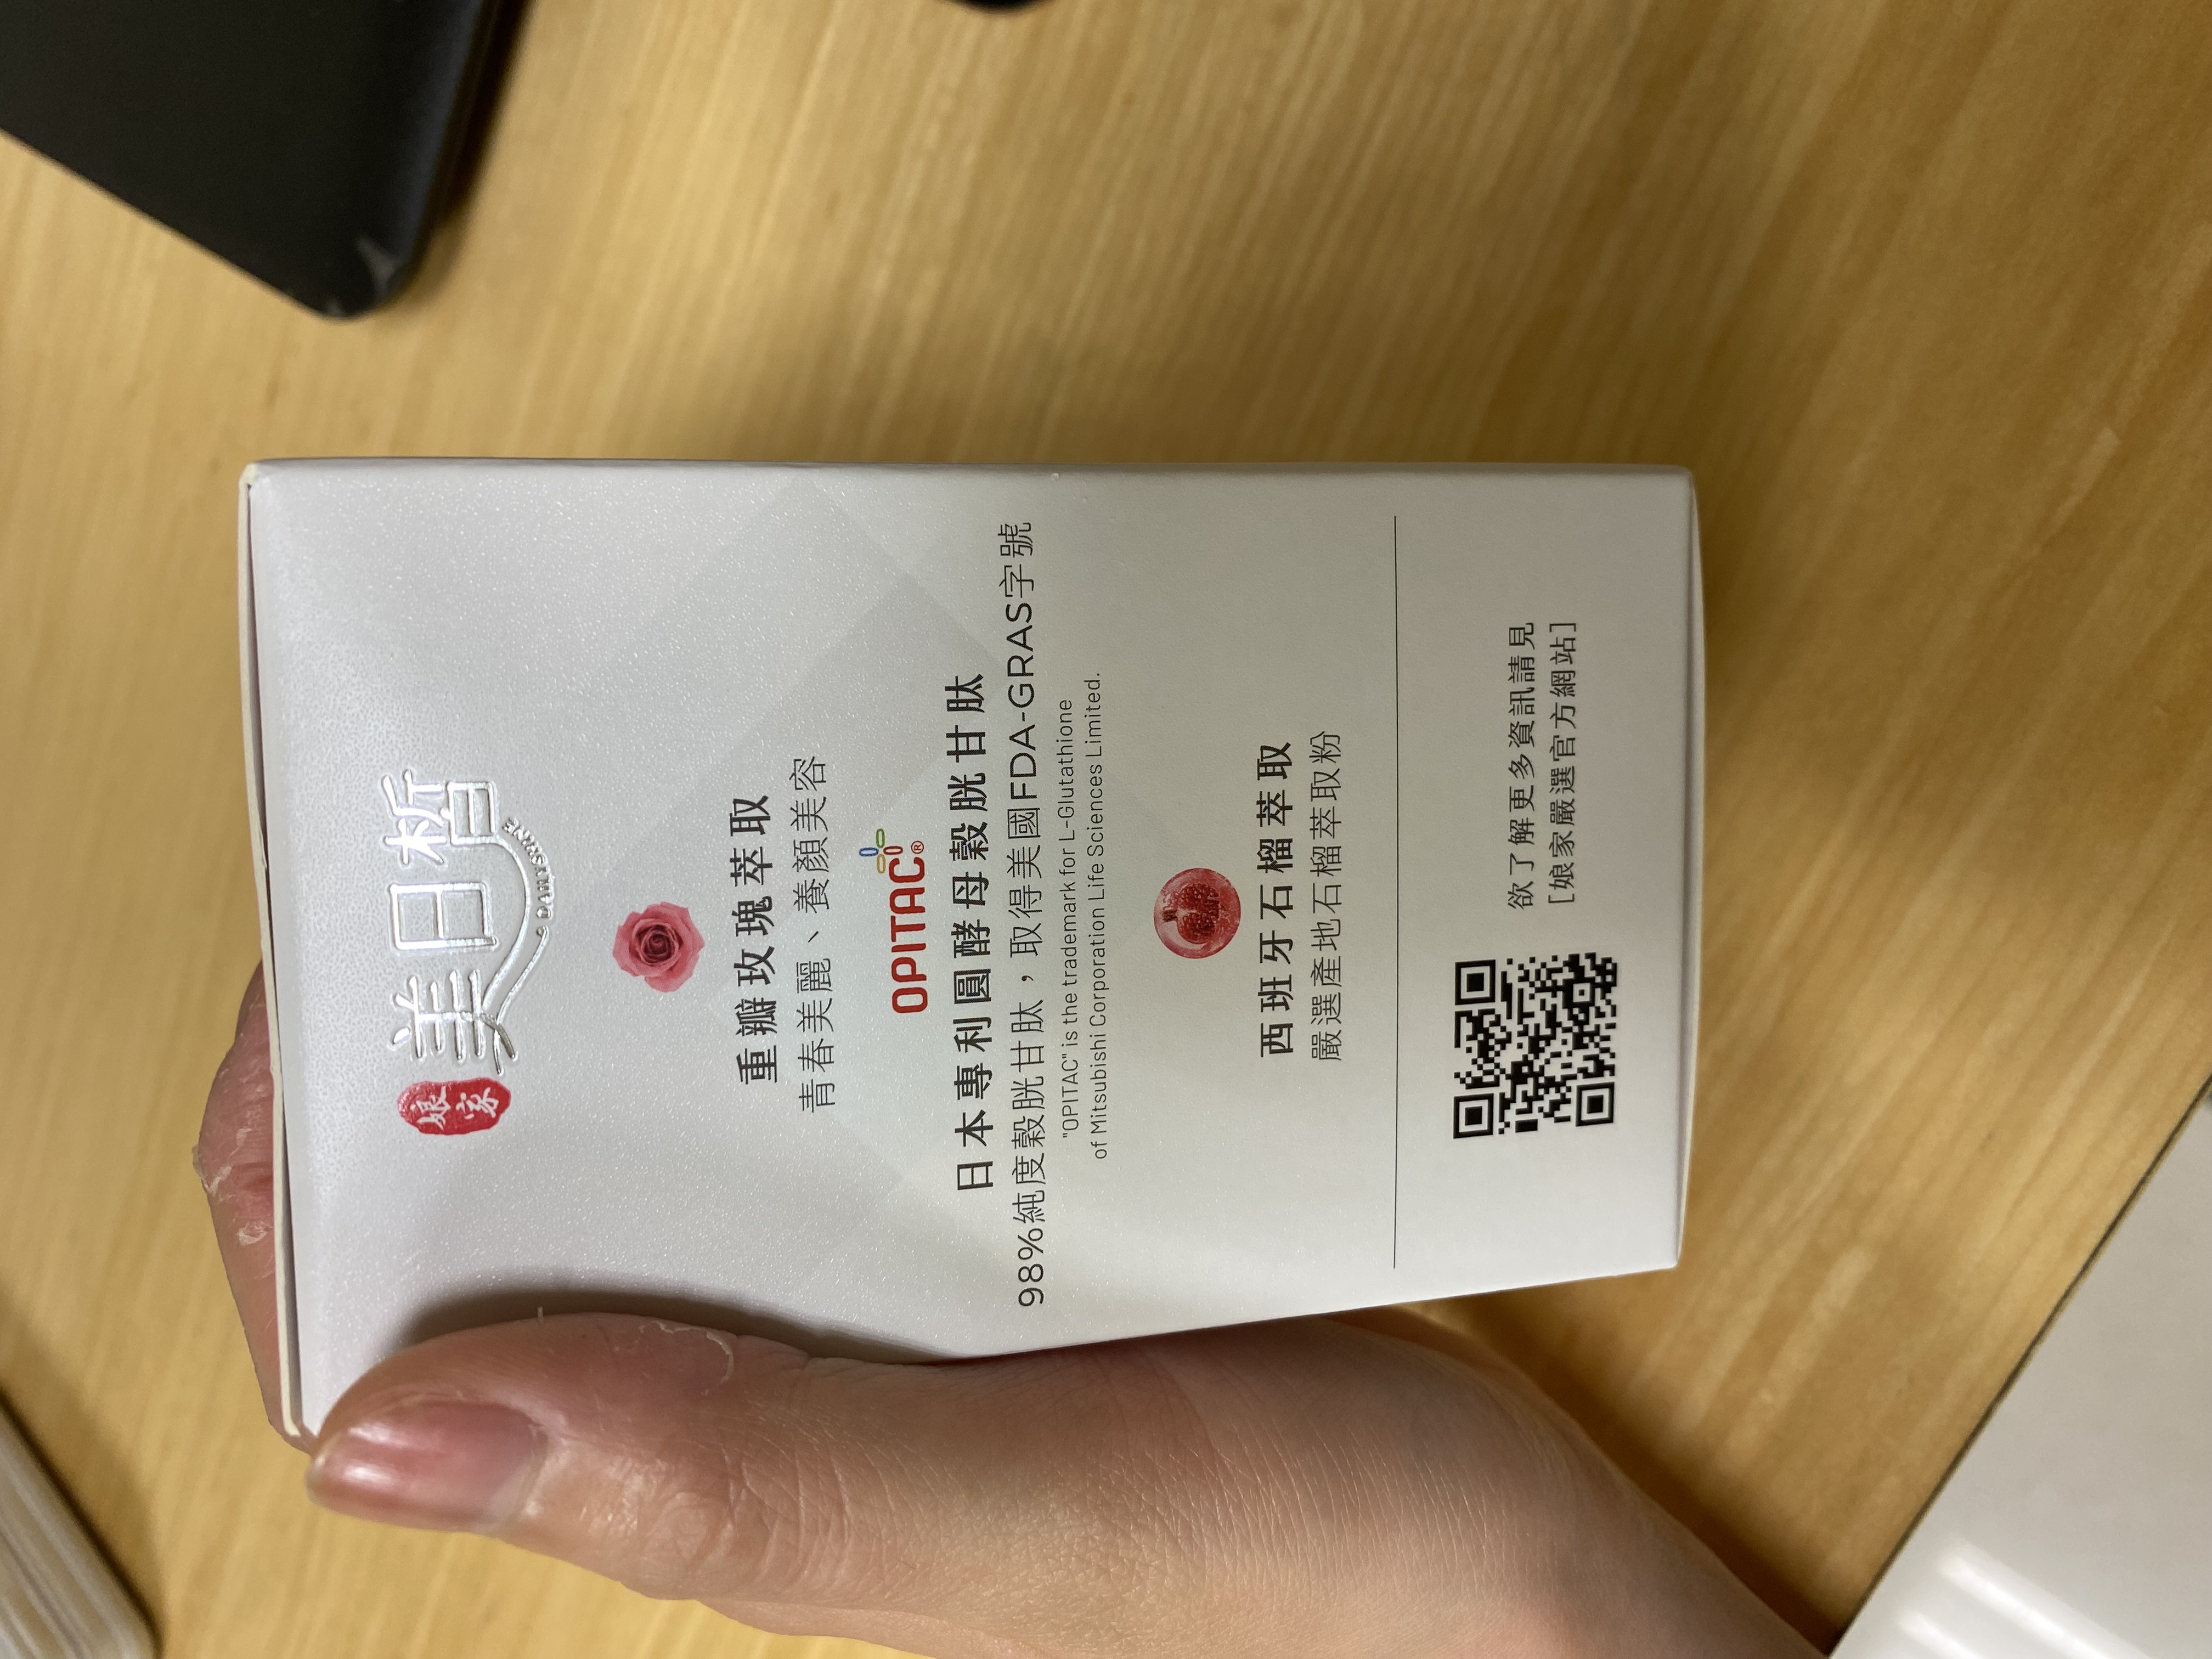 娘家
美日晳
DAILY SHINE
重瓣玫瑰萃取
青春美麗、養顏美容
OPITAC®
日本專利圓酵母穀胱甘肽
98%純度穀胱甘肽，取得美國FDA-GRAS字號
"OPITAC" is the trademark for L-Glutathione
of Mitsubishi Corporation Life Sciences Limited.
西班牙石榴萃取
嚴選產地石榴萃取粉
欲了解更多資訊請見
[娘家嚴選官方網站]